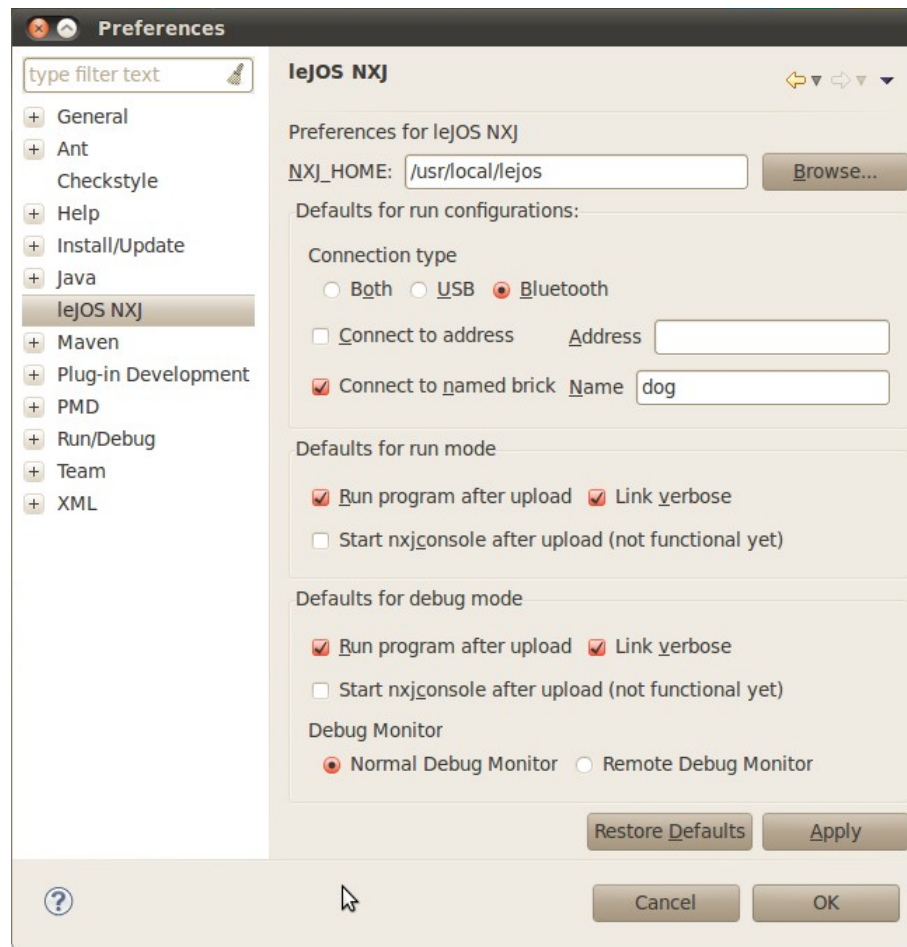 Preferences
type filter text
General
Ant
Checkstyle
Help
Install/Update
Java
leJOS NXJ
Maven
Plug-in Development
PMD
Run/Debug
Team
XML
leJOS NXJ
Preferences for leJOS NXJ
NXJ_HOME: /usr/local/lejos Browse...
Defaults for run configurations:
Connection type
Both USB Bluetooth
Connect to address Address
Connect to named brick Name dog
Defaults for run mode
Run program after upload Link verbose
Start nxjconsole after upload (not functional yet)
Defaults for debug mode
Run program after upload Link verbose
Start nxjconsole after upload (not functional yet)
Debug Monitor
Normal Debug Monitor Remote Debug Monitor
Restore Defaults Apply
? Cancel OK